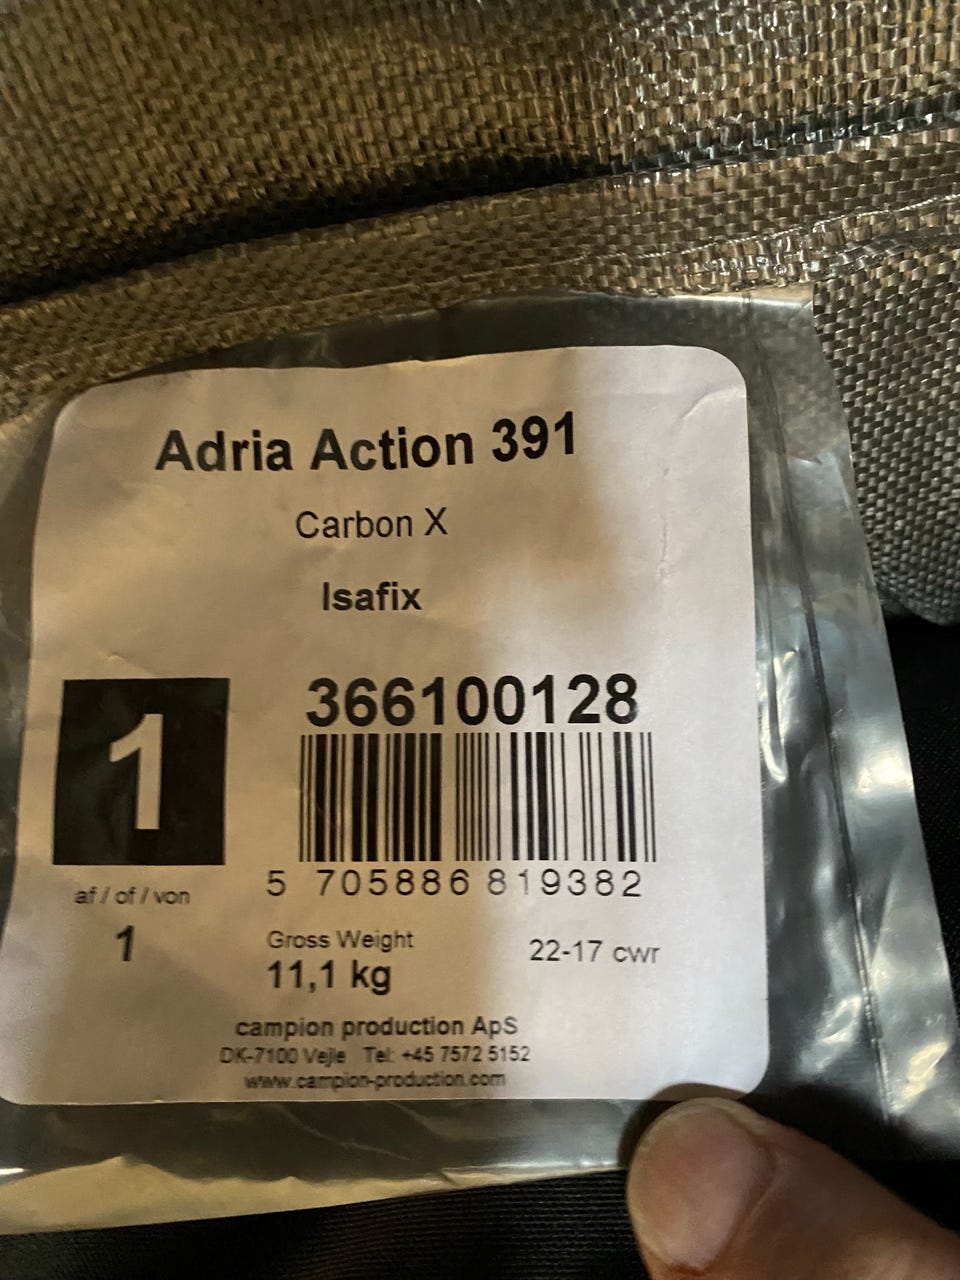 Adria Action 391
Carbon X
Isafix
366100128
1
5 705886 819382
af / of / von
1
Gross Weight
11,1 kg
22-17 cwr
campion production ApS
DK-7100 Vejle Tel: +45 7572 5152
www.campion-production.com